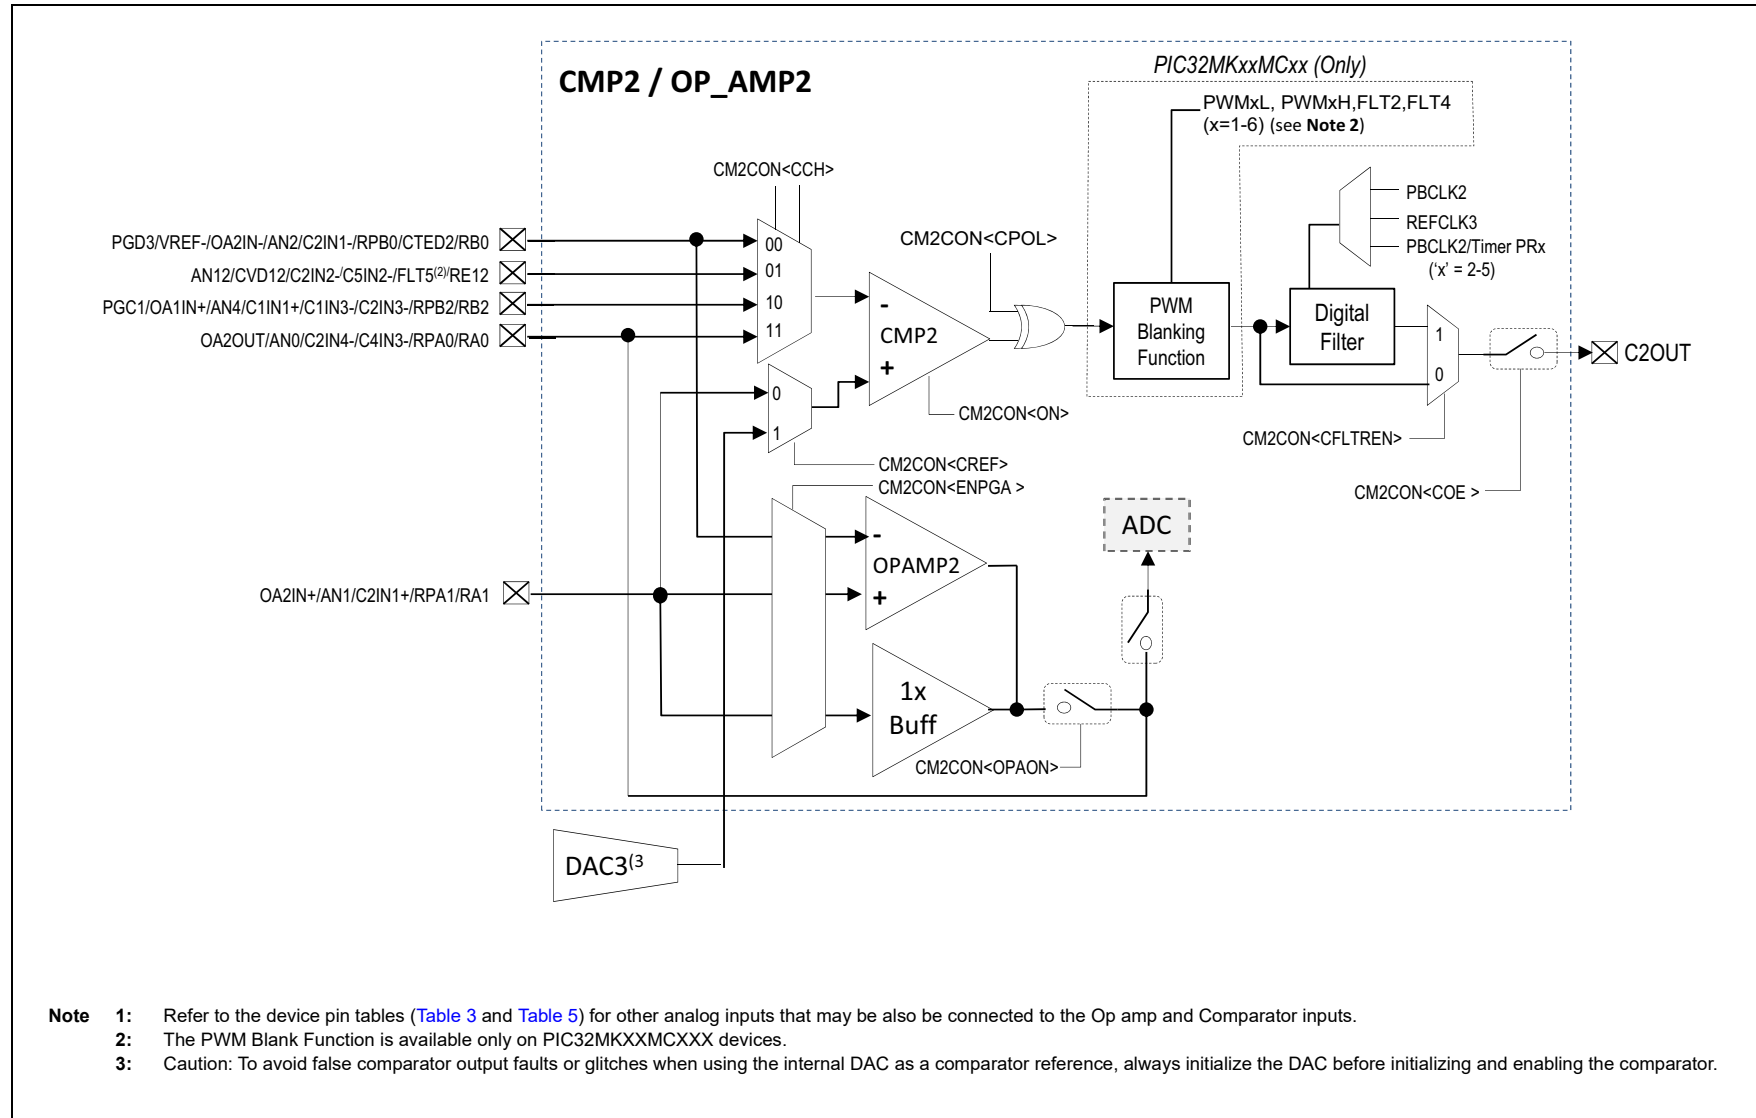 PIC32MKxxMCxx (Only)
CMP2 / OP_AMP2
PWMxL, PWMxH,FLT2,FLT4
(x=1-6) (see Note 2)
CM2CON<CCH>
PBCLK2
REFCLK3
PBCLK2/Timer PRx
(‘x’ = 2-5)
PGD3/VREF-/OA2IN-/AN2/C2IN1-/RPB0/CTED2/RB0
AN12/CVD12/C2IN2-/C5IN2-/FLT5(2)/RE12
PGC1/OA1IN+/AN4/C1IN1+/C1IN3-/C2IN3-/RPB2/RB2
OA2OUT/AN0/C2IN4-/C4IN3-/RPA0/RA0
00
01
10
11
CM2CON<CPOL>
-
CMP2
+
PWM
Blanking
Function
Digital
Filter
1
0
C2OUT
0
1
CM2CON<ON>
CM2CON<CFLTREN>
CM2CON<CREF>
CM2CON<ENPGA >
CM2CON<COE >
ADC
-
OPAMP2
+
OA2IN+/AN1/C2IN1+/RPA1/RA1
1x
Buff
CM2CON<OPAON>
DAC3(3
Note 1: Refer to the device pin tables (Table 3 and Table 5) for other analog inputs that may be also be connected to the Op amp and Comparator inputs.
2: The PWM Blank Function is available only on PIC32MKXXMCXXX devices.
3: Caution: To avoid false comparator output faults or glitches when using the internal DAC as a comparator reference, always initialize the DAC before initializing and enabling the comparator.